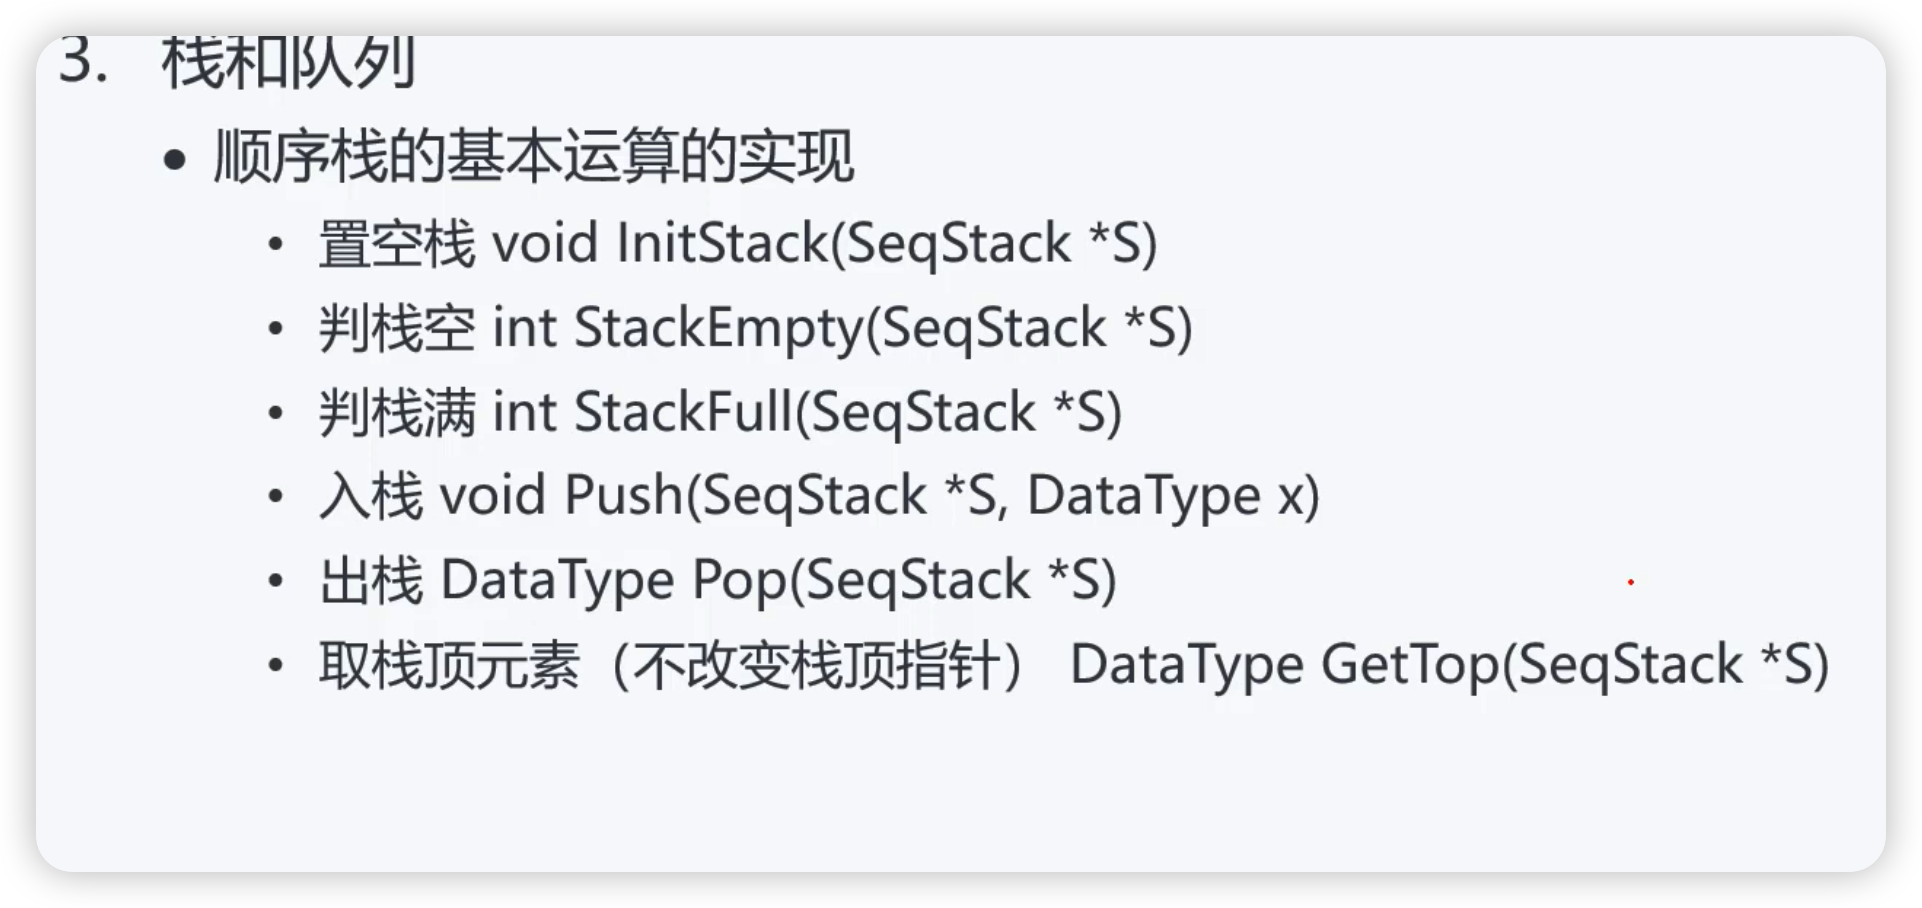 3. 栈和队列
• 顺序栈的基本运算的实现
• 置空栈 void InitStack(SeqStack *S)
• 判栈空 int StackEmpty(SeqStack *S)
• 判栈满 int StackFull(SeqStack *S)
• 入栈 void Push(SeqStack *S, DataType x)
• 出栈 DataType Pop(SeqStack *S)
• 取栈顶元素（不改变栈顶指针） DataType GetTop(SeqStack *S)